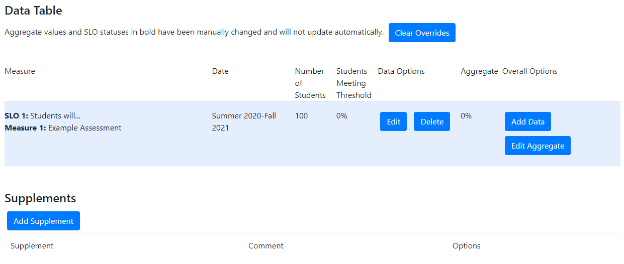 Data Table
Aggregate values and SLO statuses in bold have been manually changed and will not update automatically. Clear Overrides
Measure Date Number of Students Students Meeting Threshold Data Options Aggregate Overall Options
SLO 1: Students will... Summer 2020-Fall 2021 100 0% Edit Delete 0% Add Data
Measure 1: Example Assessment
Edit Aggregate
Supplements
Add Supplement
Supplement Comment Options